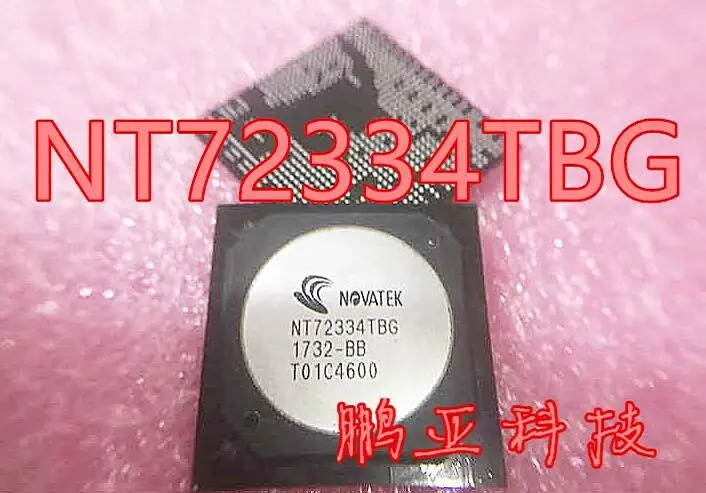 NT72334TBG
NOVATEK
NT72334TBG
1732-BB
T01C4600
鹏亚科技